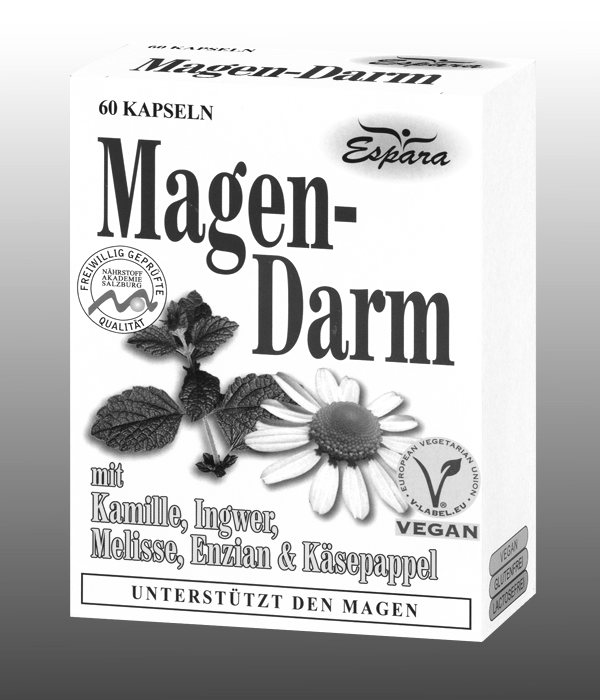 60 KAPSELN
Magen-Darm
Espara
60 KAPSELN
Espara
Magen-
Darm
FREIWILLIG GEPRÜFTE
NÄHRSTOFF
AKADEMIE
SALZBURG
QUALITÄT
mit
Kamille, Ingwer,
Melisse, Enzian & Käsepappel
EUROPEAN VEGETARIAN UNION
V-LABEL.EU
VEGAN
UNTERSTÜTZT DEN MAGEN
VEGAN
GLUTENFREI
LACTOSEFREI